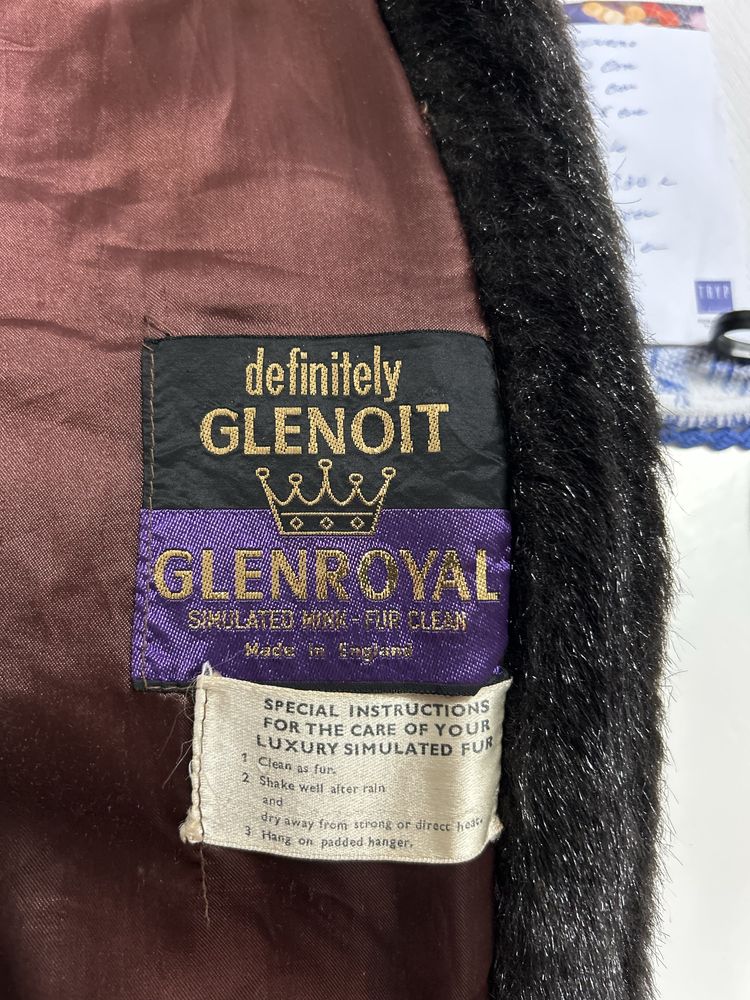 definitely
GLENOIT
GLENROYAL
SIMULATED MINK - FUR CLEAN
Made in England
SPECIAL INSTRUCTIONS
FOR THE CARE OF YOUR
LUXURY SIMULATED FUR
1 Clean as fur.
2 Shake well after rain
and
dry away from strong or direct heat.
3 Hang on padded hanger.
TRYP